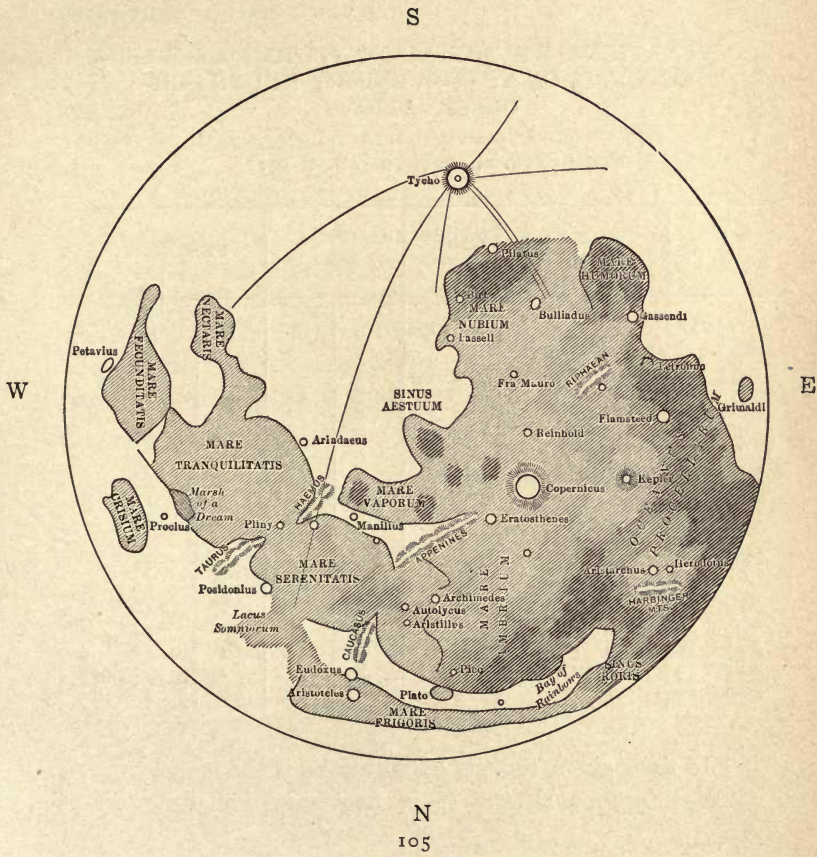 S
Tycho
Pilatus
MARE
HUMORUM
MARE
NECTARIS
MARE
NUBIUM
Bulliadus
Gassendi
Lassell
Petavius
MARE
FECUNDITATIS
W
E
SINUS
AESTUUM
Fra Mauro
RIPHAEAN
Grimaldi
Flamsteed
Reinhold
Ariadaeus
MARE
TRANQUILITATIS
OCEANUS
PROCELLARUM
Kepler
Copernicus
HAEMUS
MARE
VAPORUM
Marsh
of a
Dream
MARE
CRISIUM
Proclus
Pliny
Manilius
Eratosthenes
APPENINES
TAURUS
MARE
SERENITATIS
MARE
IMBRIUM
Aristarchus
Herodotus
HARBINGER
MTS.
Posidonius
Archimedes
Autolycus
Aristillus
Lacus
Somniorum
CAUCASUS
Eudoxus
Pico
Bay of
Rainbows
SINUS
RORIS
Aristoteles
Plato
MARE
FRIGORIS
N
105